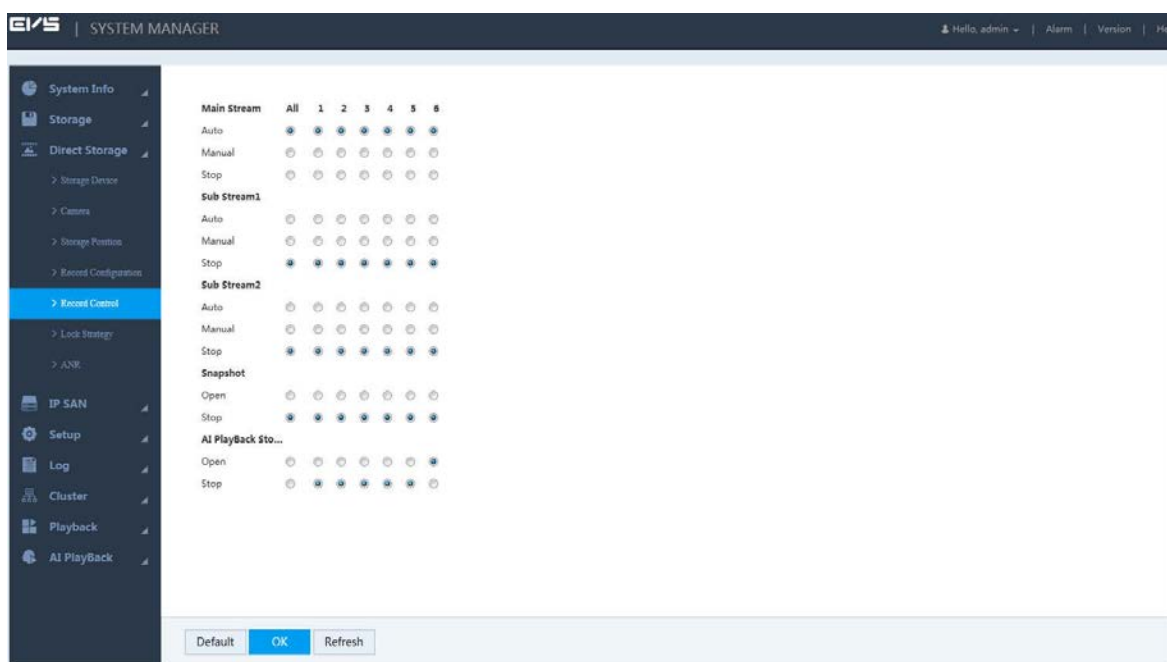 EIVS | SYSTEM MANAGER
Hello, admin | Alarm | Version | He
System Info
Storage
Direct Storage
> Storage Device
> Camera
> Storage Position
> Record Configuration
> Record Control
> Lock Strategy
> ANR
IP SAN
Setup
Log
Cluster
Playback
AI PlayBack
Main Stream All 1 2 3 4 5 6
Auto
Manual
Stop
Sub Stream1
Auto
Manual
Stop
Sub Stream2
Auto
Manual
Stop
Snapshot
Open
Stop
AI PlayBack Sto...
Open
Stop
Default OK Refresh